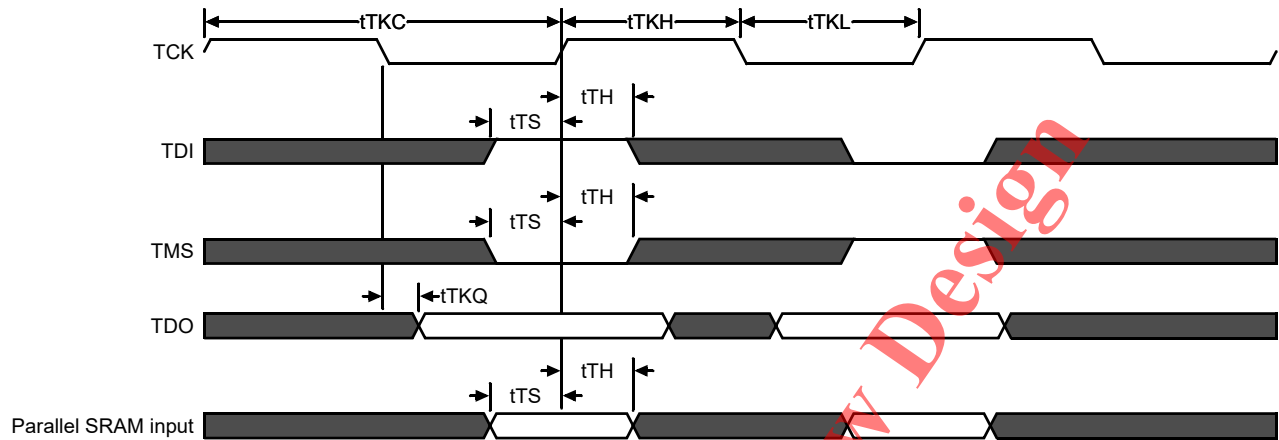 tTKC
tTKH
tTKL
TCK
tTH
tTS
TDI
tTH
tTS
TMS
tTKQ
TDO
tTH
tTS
Parallel SRAM input
w Design